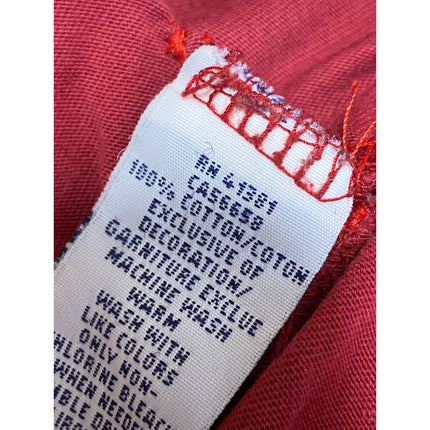 RN 41381
CA56658
100% COTTON/COTON
EXCLUSIVE OF
DECORATION/
GARNITURE EXCLUE
MACHINE WASH
WARM
WASH WITH
LIKE COLORS
ONLY NON-
CHLORINE BLEACH
WHEN NEEDED